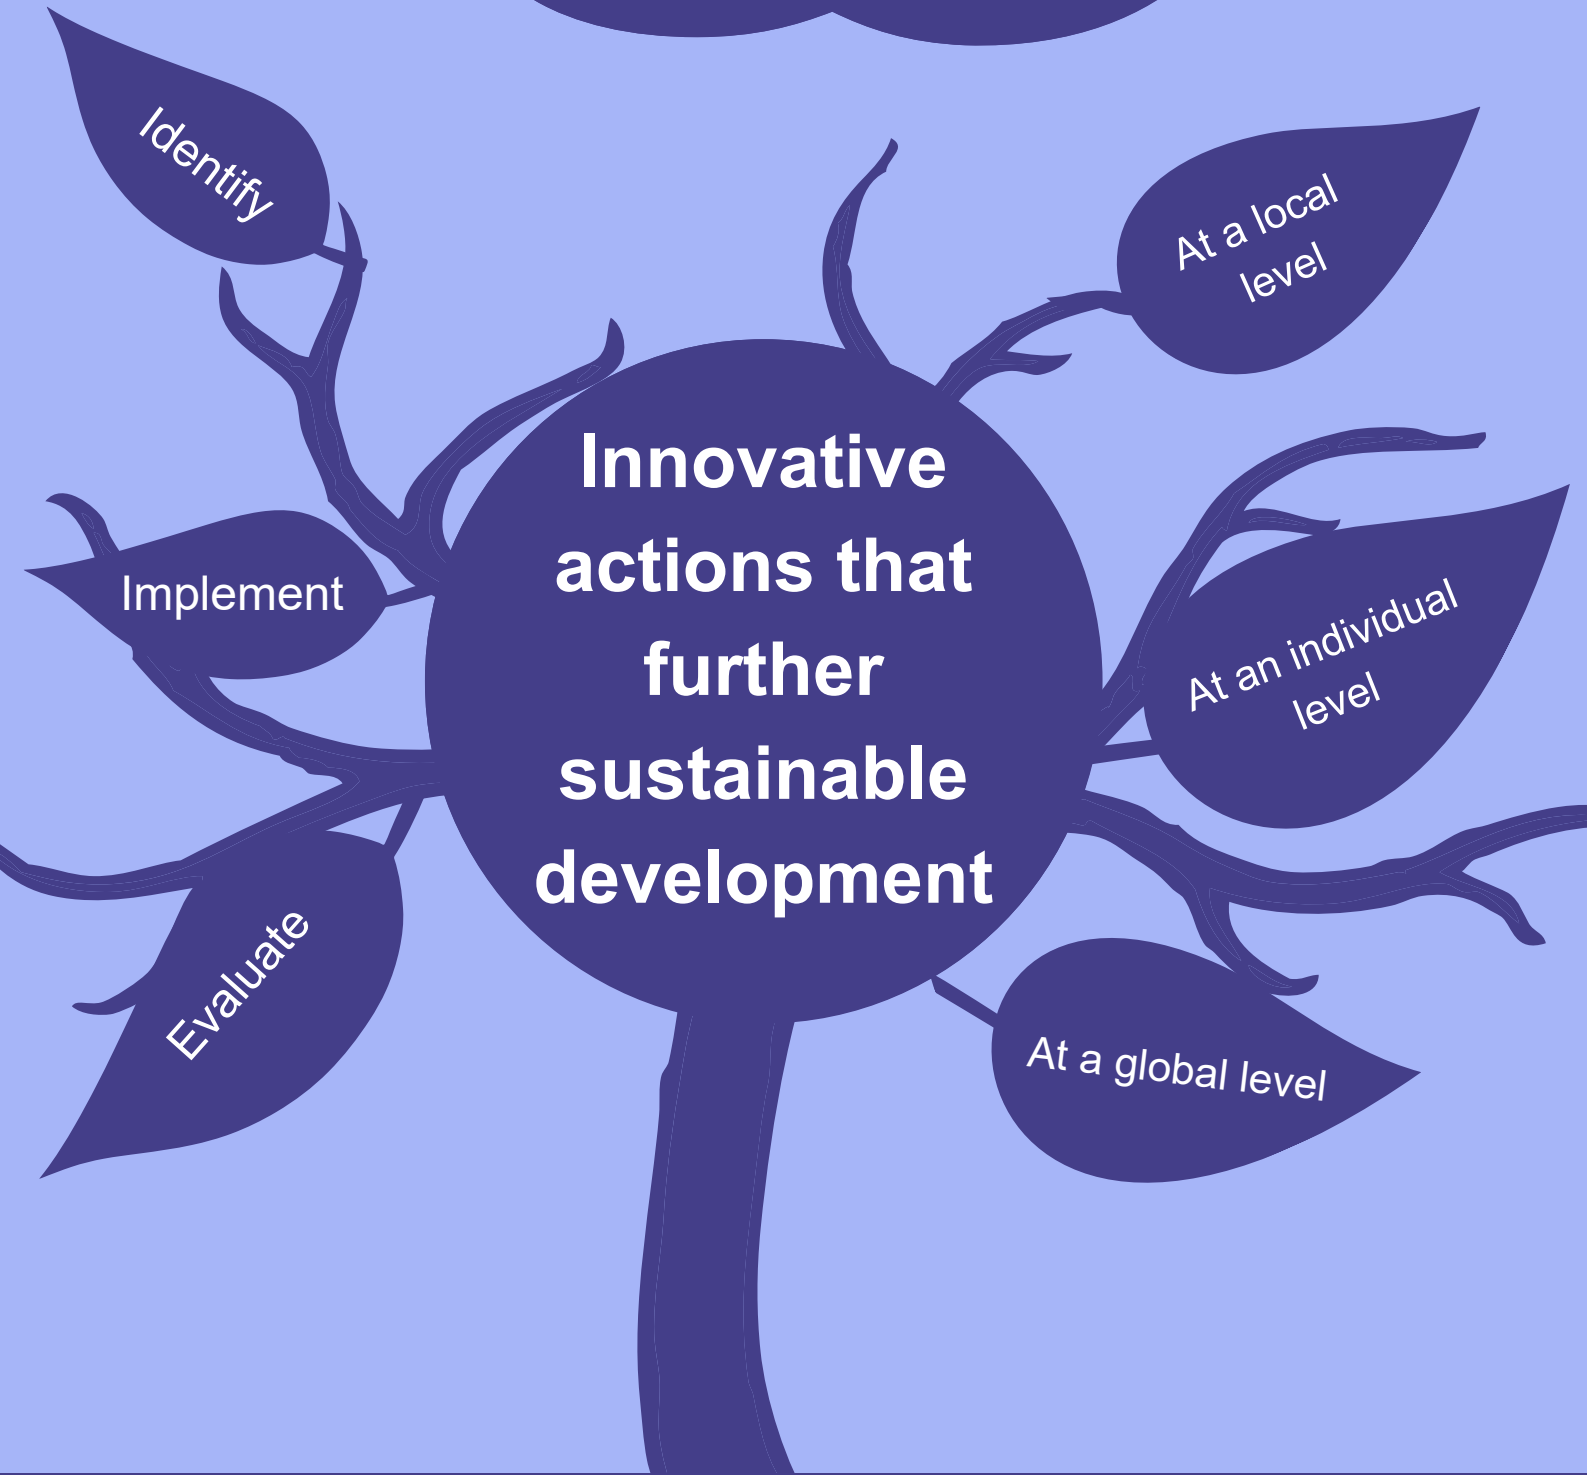 Identify
At a local
level
Innovative
actions that
further
sustainable
development
Implement
At an individual
level
Evaluate
At a global level